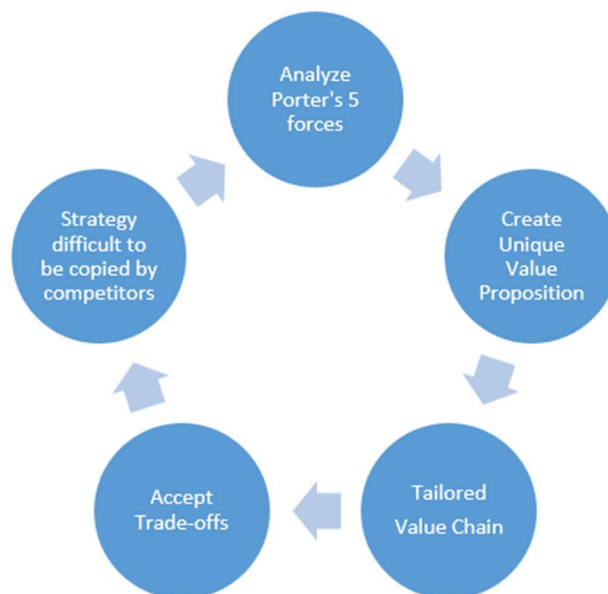 Analyze
Porter's 5
forces
Create
Unique
Value
Proposition
Tailored
Value Chain
Accept
Trade-offs
Strategy
difficult to
be copied by
competitors